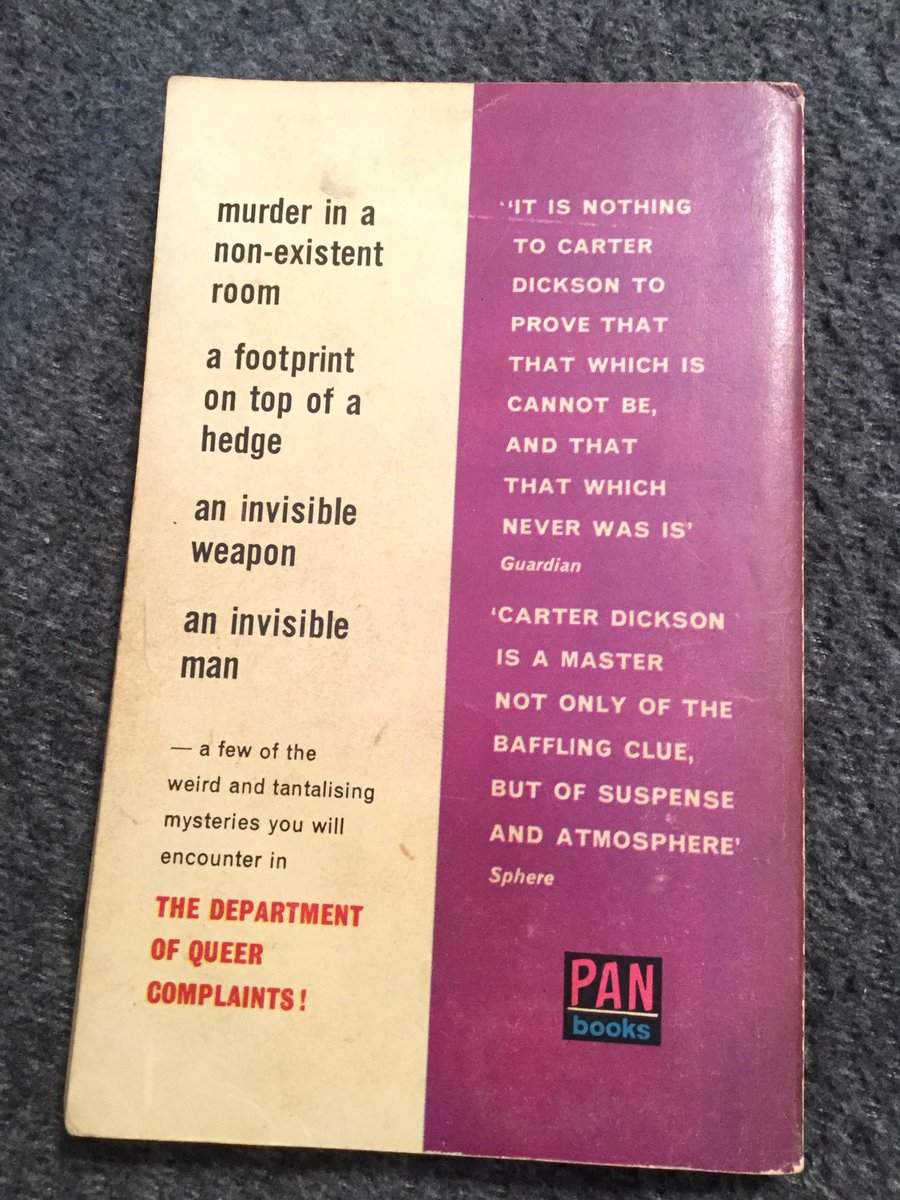 murder in a
non-existent
room
a footprint
on top of a
hedge
an invisible
weapon
an invisible
man
— a few of the
weird and tantalising
mysteries you will
encounter in
THE DEPARTMENT
OF QUEER
COMPLAINTS!
"IT IS NOTHING
TO CARTER
DICKSON TO
PROVE THAT
THAT WHICH IS
CANNOT BE,
AND THAT
THAT WHICH
NEVER WAS IS'
Guardian
'CARTER DICKSON
IS A MASTER
NOT ONLY OF THE
BAFFLING CLUE,
BUT OF SUSPENSE
AND ATMOSPHERE'
Sphere
PAN
books